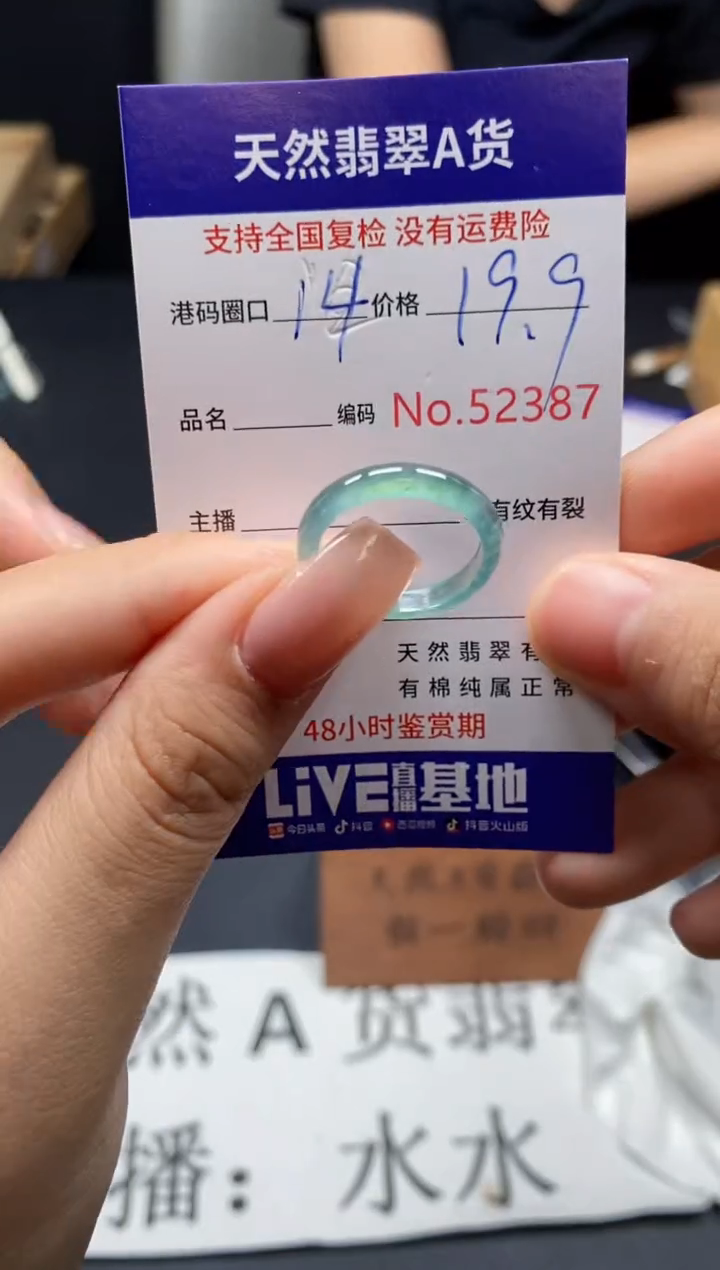 天然翡翠A货
支持全国复检 没有运费险
港码圈口 14 价格 19.9
品名 编码 No.52387
主播 有纹有裂
天然翡翠有
有棉纯属正常
48小时鉴赏期
LiVE直播基地
今日头条 抖音 西瓜视频 抖音火山版
然A货翡翠
播：水水